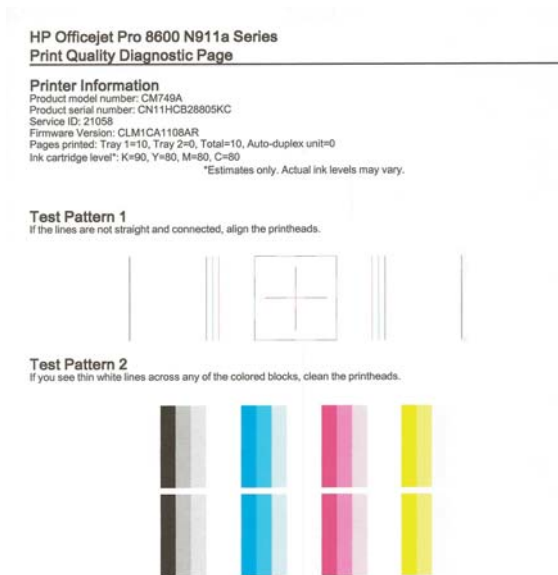 HP Officejet Pro 8600 N911a Series
Print Quality Diagnostic Page
Printer Information
Product model number: CM749A
Product serial number: CN11HCB28805KC
Service ID: 21058
Firmware Version: CLM1CA1108AR
Pages printed: Tray 1=10, Tray 2=0, Total=10, Auto-duplex unit=0
Ink cartridge level*: K=90, Y=80, M=80, C=80
*Estimates only. Actual ink levels may vary.
Test Pattern 1
If the lines are not straight and connected, align the printheads.
Test Pattern 2
If you see thin white lines across any of the colored blocks, clean the printheads.